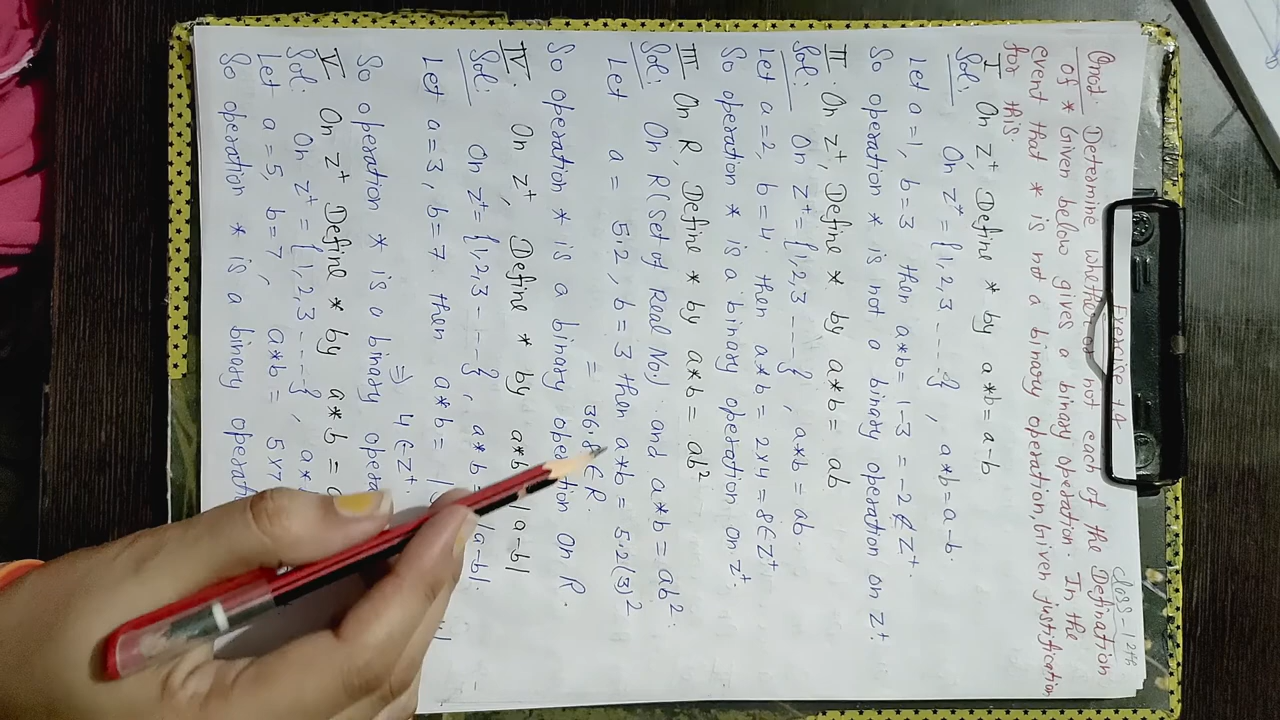 Exercise 1.4
class - 12th
Qno1. Determine whether or not each of the Defination
of * Given below gives a binary operation. In the
event that * is not a binary operation, Given justification
for this.
I. On Z⁺, Define * by a*b = a-b.
Sol: On Z⁺ = {1,2,3 ----}, a*b = a-b.
Let a=1, b=3 then a*b = 1-3 = -2 ∉ Z⁺.
So operation * is not a binary operation on Z⁺
II. On Z⁺, Define * by a*b = ab
Sol: On Z⁺ = {1,2,3 ----}, a*b = ab.
Let a=2, b=4. then a*b = 2×4 = 8 ∈ Z⁺
So operation * is a binary operation on Z⁺.
III On R, Define * by a*b = ab²
Sol: On R (Set of Real No.) and a*b = ab².
Let a = 5.2, b=3 then a*b = 5.2(3)²
= 36.8 ∈ R.
So operation * is a binary operation on R.
IV. On Z⁺, Define * by a*b |a-b|
Sol: On Z⁺ = {1,2,3 ----}, a*b = |a-b|.
Let a=3, b=7. then a*b =
⇒ 4 ∈ Z⁺.
So operation * is a binary
V On Z⁺ Define * by a*b =
Sol: On Z⁺ = {1,2,3 ----},
Let a=5, b=7, a*b = 5×7
So operation * is a binary